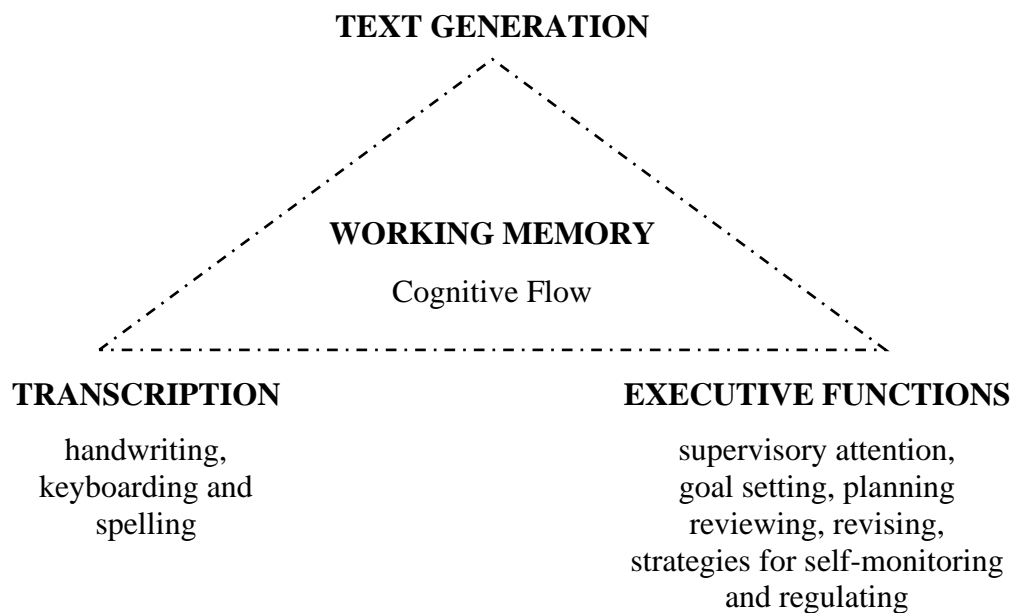 TEXT GENERATION
WORKING MEMORY
Cognitive Flow
TRANSCRIPTION
handwriting,
keyboarding and
spelling
EXECUTIVE FUNCTIONS
supervisory attention,
goal setting, planning
reviewing, revising,
strategies for self-monitoring
and regulating